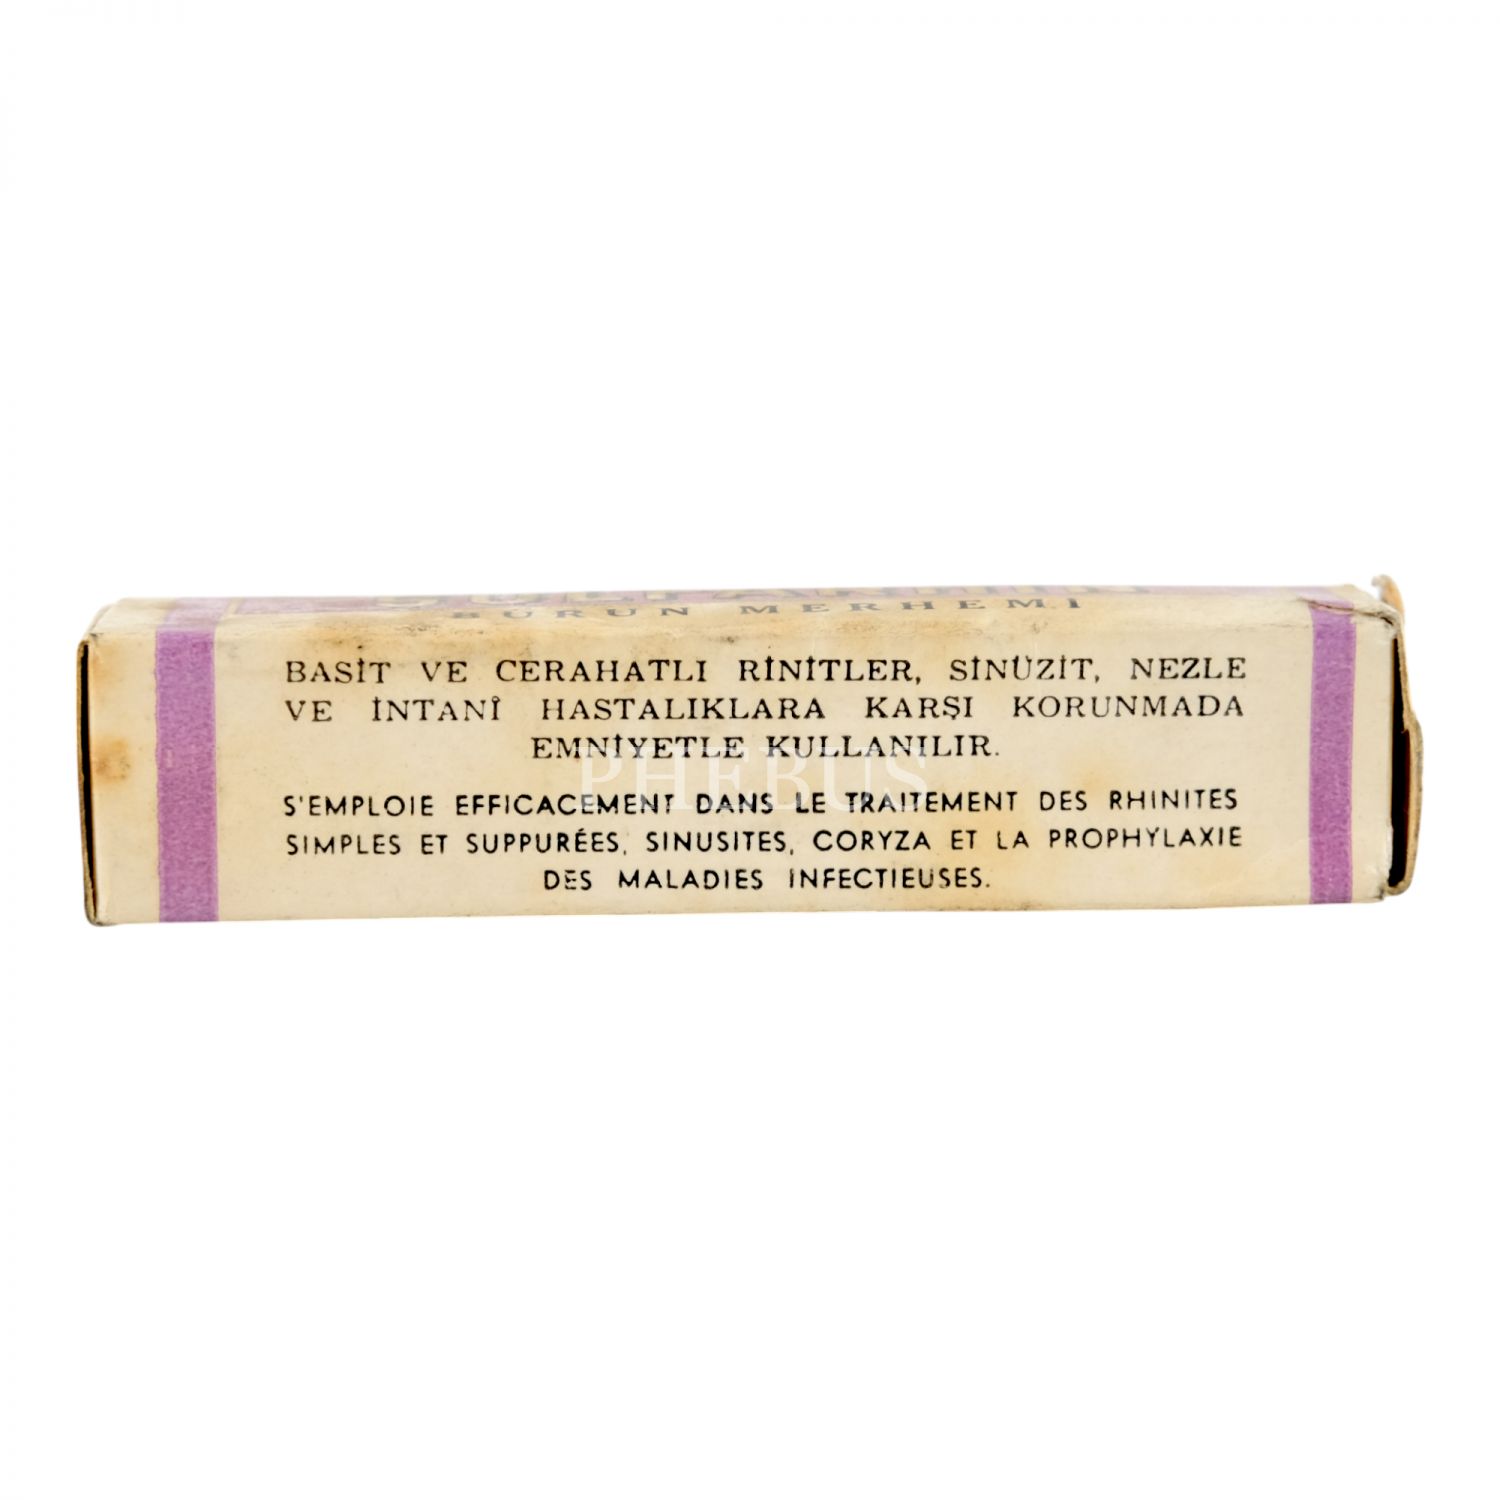 BURUN MERHEMİ
BASİT VE CERAHATLI RİNİTLER, SİNÜZİT, NEZLE
VE İNTANÎ HASTALIKLARA KARŞI KORUNMADA
EMNİYETLE KULLANILIR.
PHEBUS
S'EMPLOIE EFFICACEMENT DANS LE TRAITEMENT DES RHINITES
SIMPLES ET SUPPURÉES, SINUSITES, CORYZA ET LA PROPHYLAXIE
DES MALADIES INFECTIEUSES.